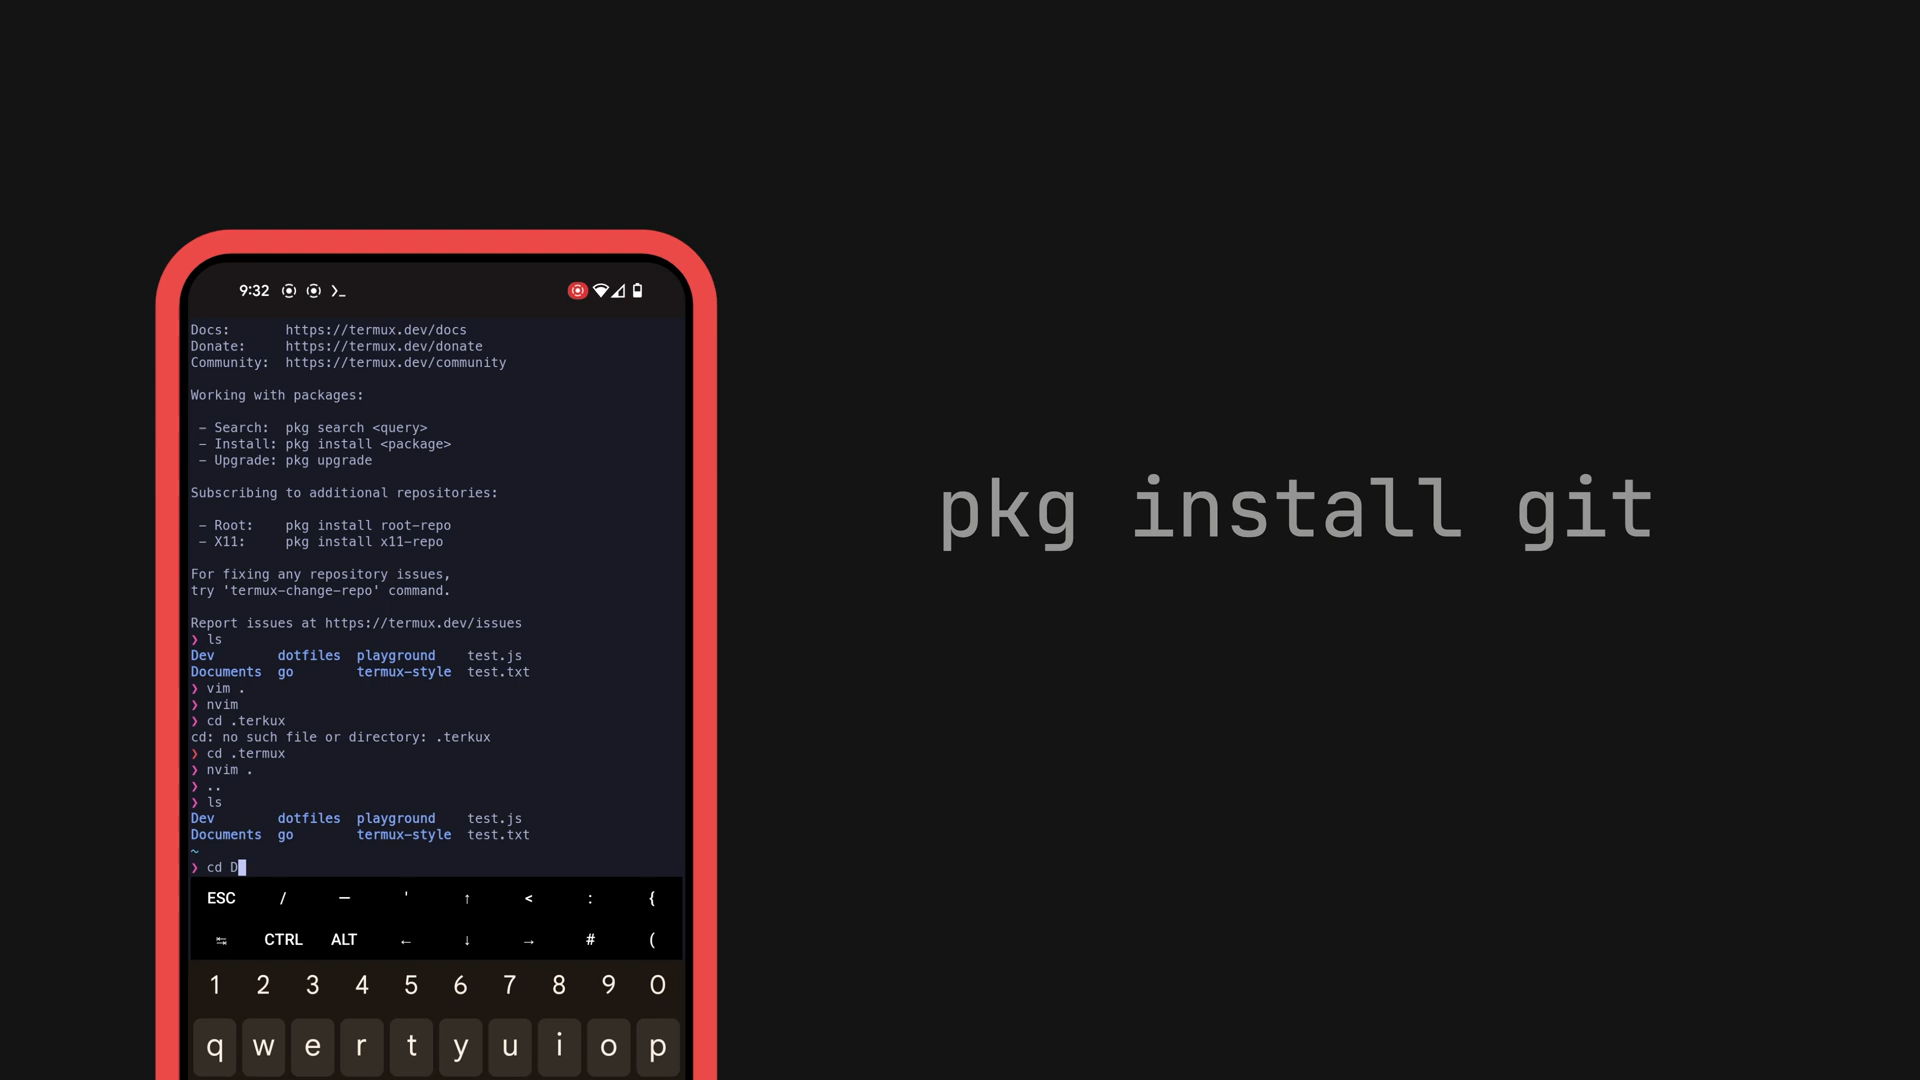 9:32
Docs:       https://termux.dev/docs
Donate:     https://termux.dev/donate
Community:  https://termux.dev/community
Working with packages:
 - Search:  pkg search <query>
 - Install: pkg install <package>
 - Upgrade: pkg upgrade
Subscribing to additional repositories:
 - Root:    pkg install root-repo
 - X11:     pkg install x11-repo
For fixing any repository issues,
try 'termux-change-repo' command.
Report issues at https://termux.dev/issues
❯ ls
Dev        dotfiles  playground    test.js
Documents  go        termux-style  test.txt
❯ vim .
❯ nvim
❯ cd .terkux
cd: no such file or directory: .terkux
❯ cd .termux
❯ nvim .
❯ ..
❯ ls
Dev        dotfiles  playground    test.js
Documents  go        termux-style  test.txt
~
❯ cd D
ESC / — ' ↑ < : {
↹ CTRL ALT ← ↓ → # (
1 2 3 4 5 6 7 8 9 0
q w e r t y u i o p
pkg install git